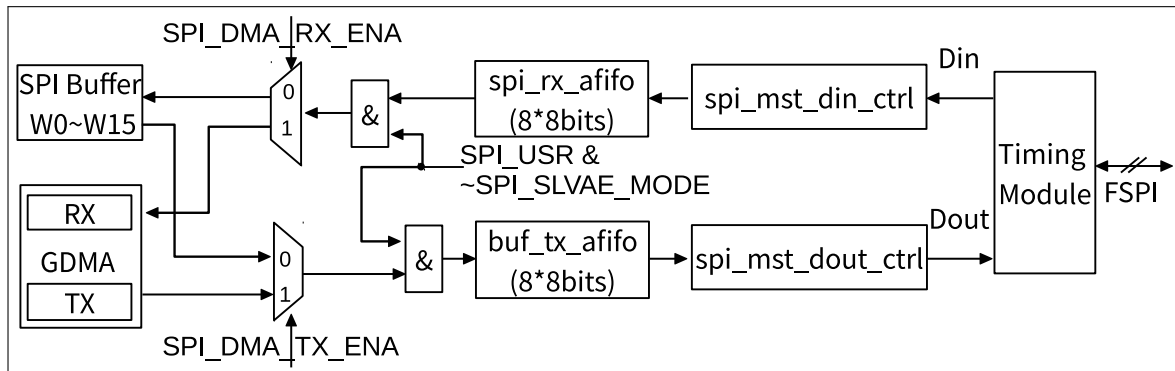 SPI_DMA_RX_ENA
SPI Buffer
W0~W15
0
1
&
spi_rx_afifo
(8*8bits)
spi_mst_din_ctrl
Din
Timing
Module
FSPI
SPI_USR &
~SPI_SLVAE_MODE
RX
GDMA
TX
0
1
&
buf_tx_afifo
(8*8bits)
spi_mst_dout_ctrl
Dout
SPI_DMA_TX_ENA